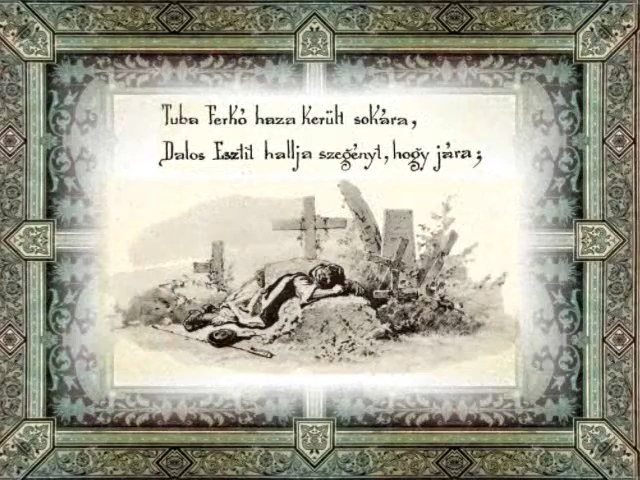 Tuba Ferkó haza került sokára,
Dalos Esztit hallja szegényt, hogy jára;